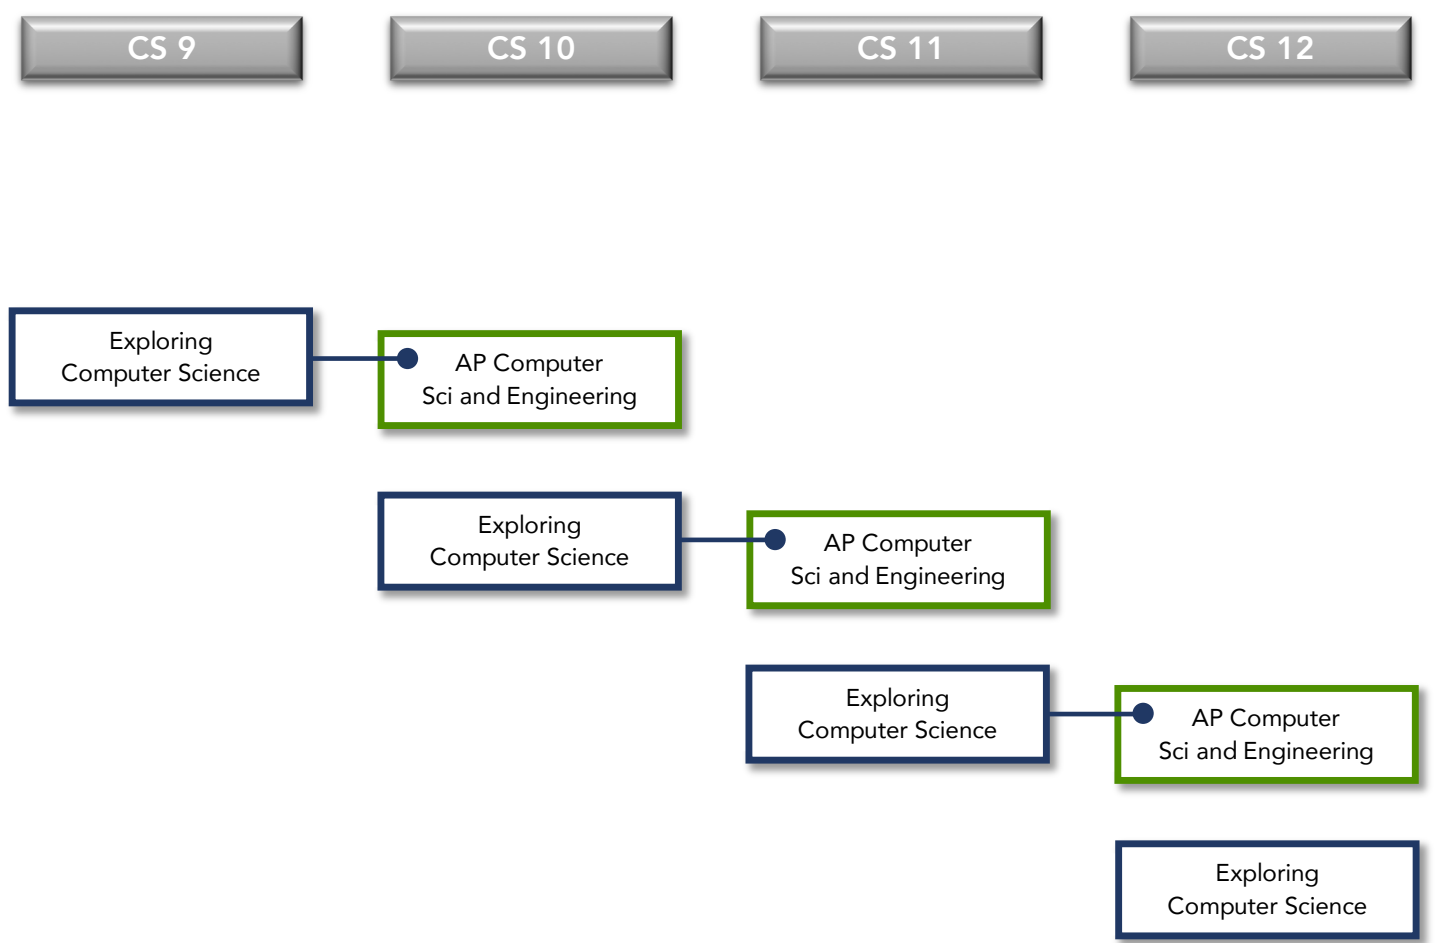 CS 9
CS 10
CS 11
CS 12
Exploring
Computer Science
AP Computer
Sci and Engineering
Exploring
Computer Science
AP Computer
Sci and Engineering
Exploring
Computer Science
AP Computer
Sci and Engineering
Exploring
Computer Science